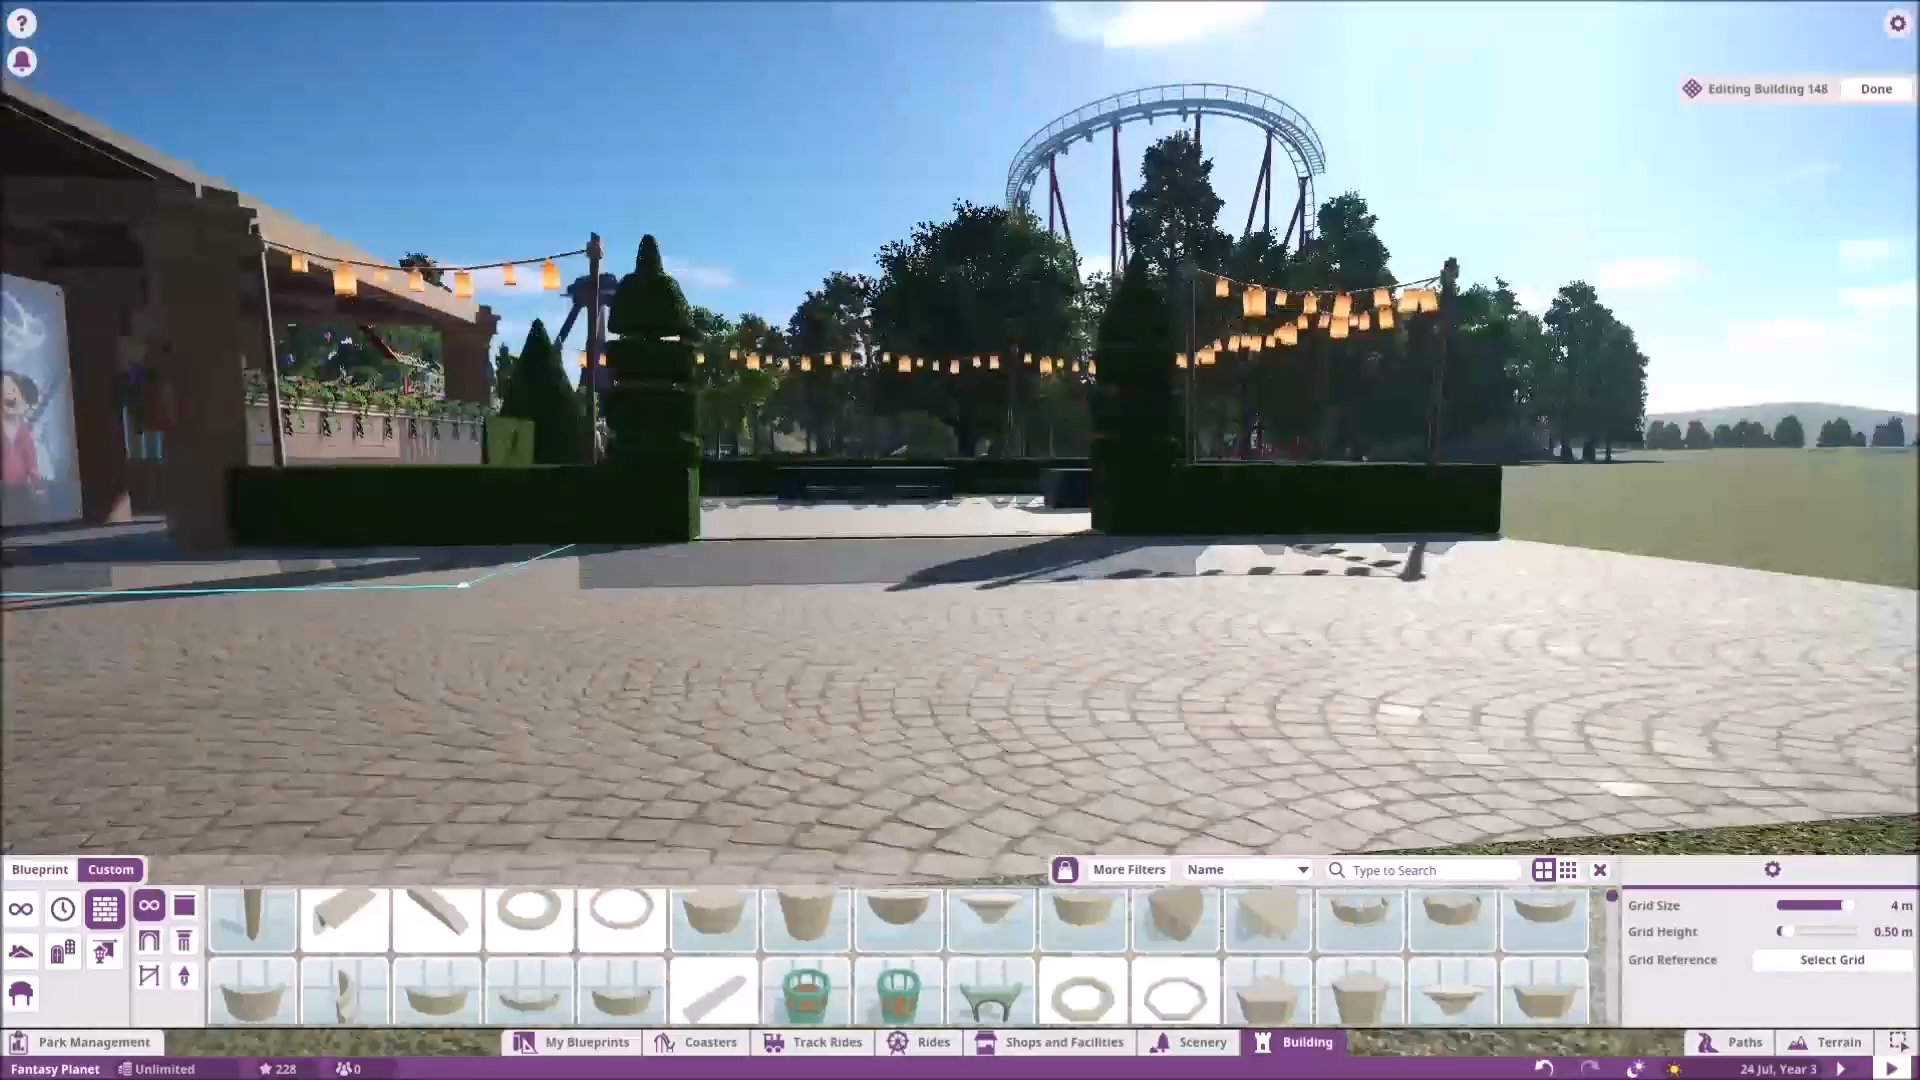 ?
Editing Building 148 Done
Blueprint Custom More Filters Name Type to Search
Grid Size 4 m
Grid Height 0.50 m
Grid Reference Select Grid
Park Management My Blueprints Coasters Track Rides Rides Shops and Facilities Scenery Building Paths Terrain
Fantasy Planet Unlimited 228 0 24 Jul, Year 3